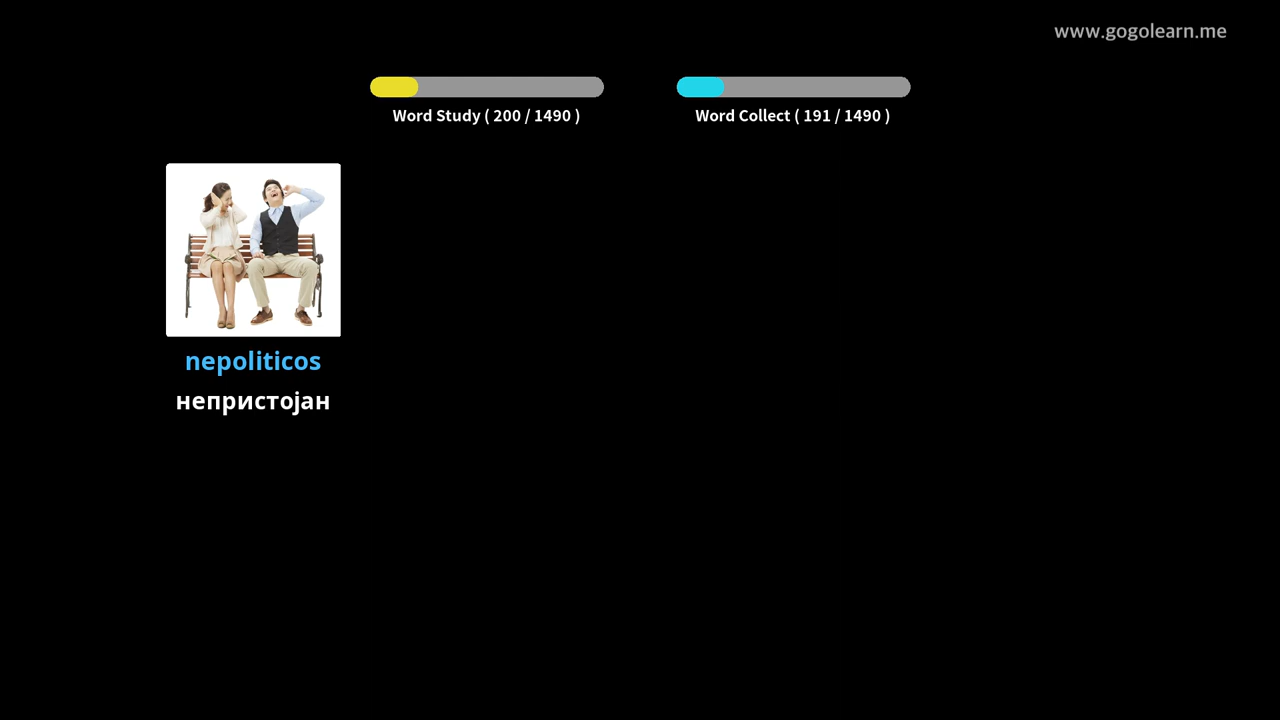 www.gogolearn.me
Word Study ( 200 / 1490 )
Word Collect ( 191 / 1490 )
nepoliticos
непристојан